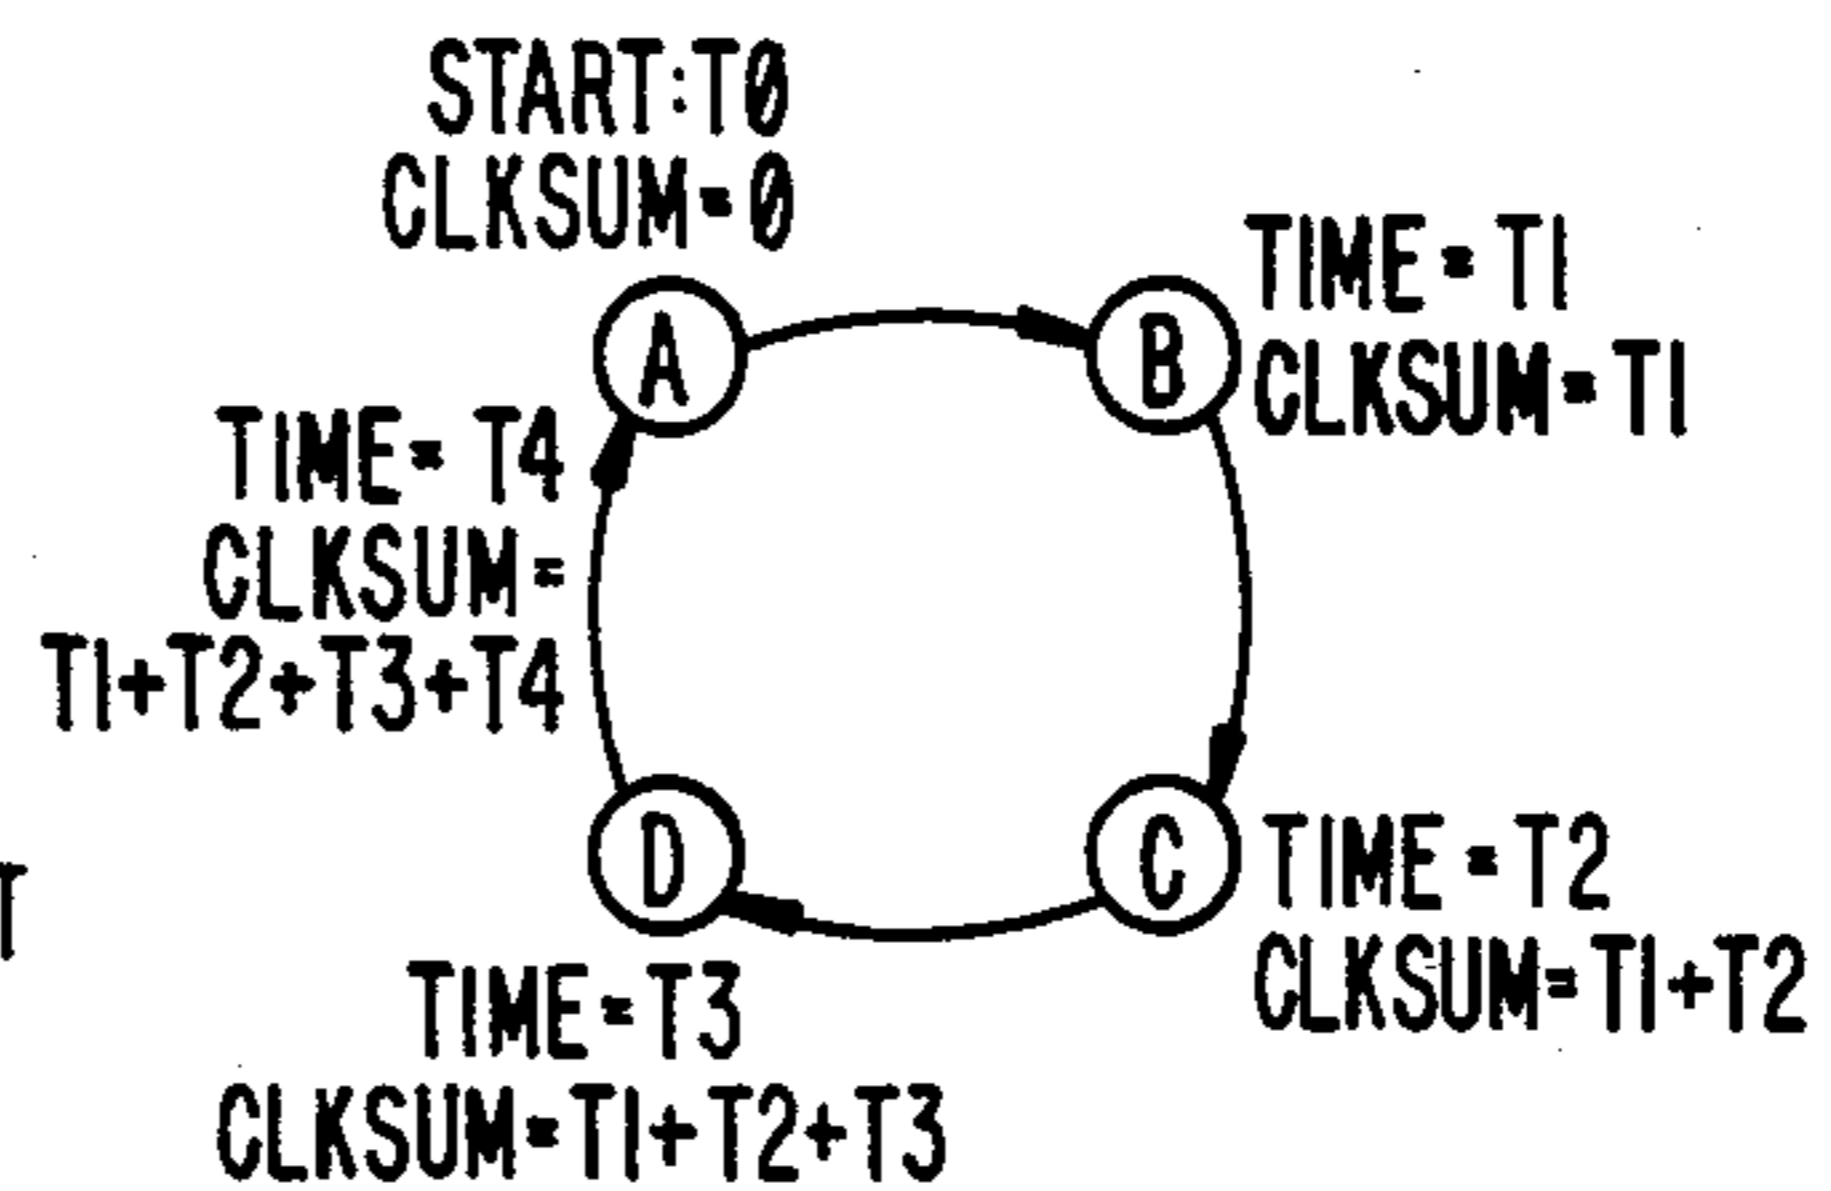 START:T0
CLKSUM=0
A
B
TIME=T1
CLKSUM=T1
TIME=T4
CLKSUM=
T1+T2+T3+T4
D
C
TIME=T2
CLKSUM=T1+T2
T
TIME=T3
CLKSUM=T1+T2+T3